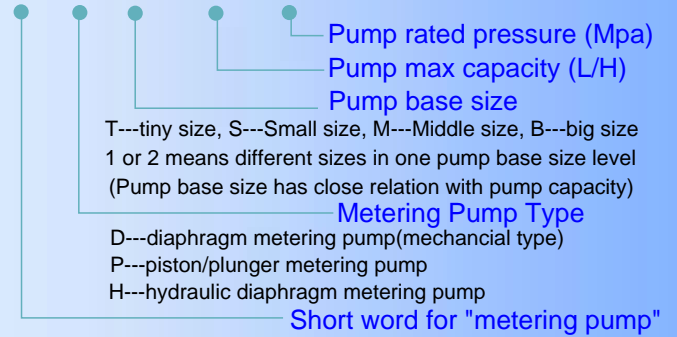 Pump rated pressure (Mpa)
Pump max capacity (L/H)
Pump base size
T---tiny size, S---Small size, M---Middle size, B---big size
1 or 2 means different sizes in one pump base size level
(Pump base size has close relation with pump capacity)
Metering Pump Type
D---diaphragm metering pump(mechancial type)
P---piston/plunger metering pump
H---hydraulic diaphragm metering pump
Short word for "metering pump"